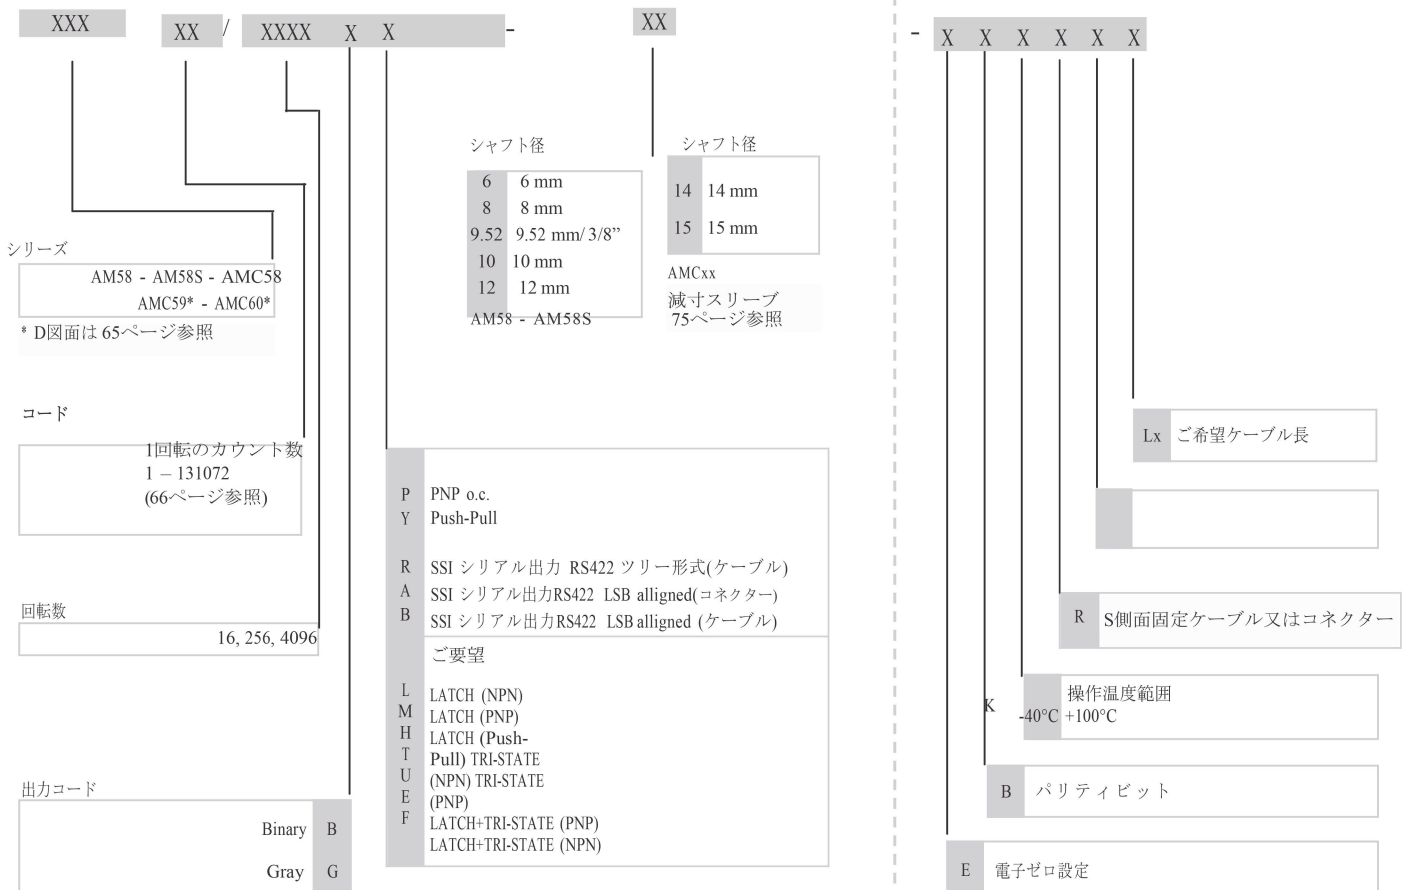 XXX XX / XXXX X X - XX
- X X X X X X
シャフト径
6 6 mm
8 8 mm
9.52 9.52 mm/ 3/8”
10 10 mm
12 12 mm
AM58 - AM58S
シャフト径
14 14 mm
15 15 mm
AMCxx
減寸スリーブ
75ページ参照
シリーズ
AM58 - AM58S - AMC58
AMC59* - AMC60*
* D図面は 65ページ参照
コード
1回転のカウント数
1 – 131072
(66ページ参照)
回転数
16, 256, 4096
出力コード
Binary B
Gray G
P PNP o.c.
Y Push-Pull
R SSI シリアル出力 RS422 ツリー形式(ケーブル)
A SSI シリアル出力RS422 LSB alligned(コネクター)
B SSI シリアル出力RS422 LSB alligned (ケーブル)
ご要望
L LATCH (NPN)
M LATCH (PNP)
H LATCH (Push-
T Pull) TRI-STATE
U (NPN) TRI-STATE
E (PNP)
F LATCH+TRI-STATE (PNP)
LATCH+TRI-STATE (NPN)
Lx ご希望ケーブル長
R S側面固定ケーブル又はコネクター
操作温度範囲
K -40°C +100°C
B パリティビット
E 電子ゼロ設定